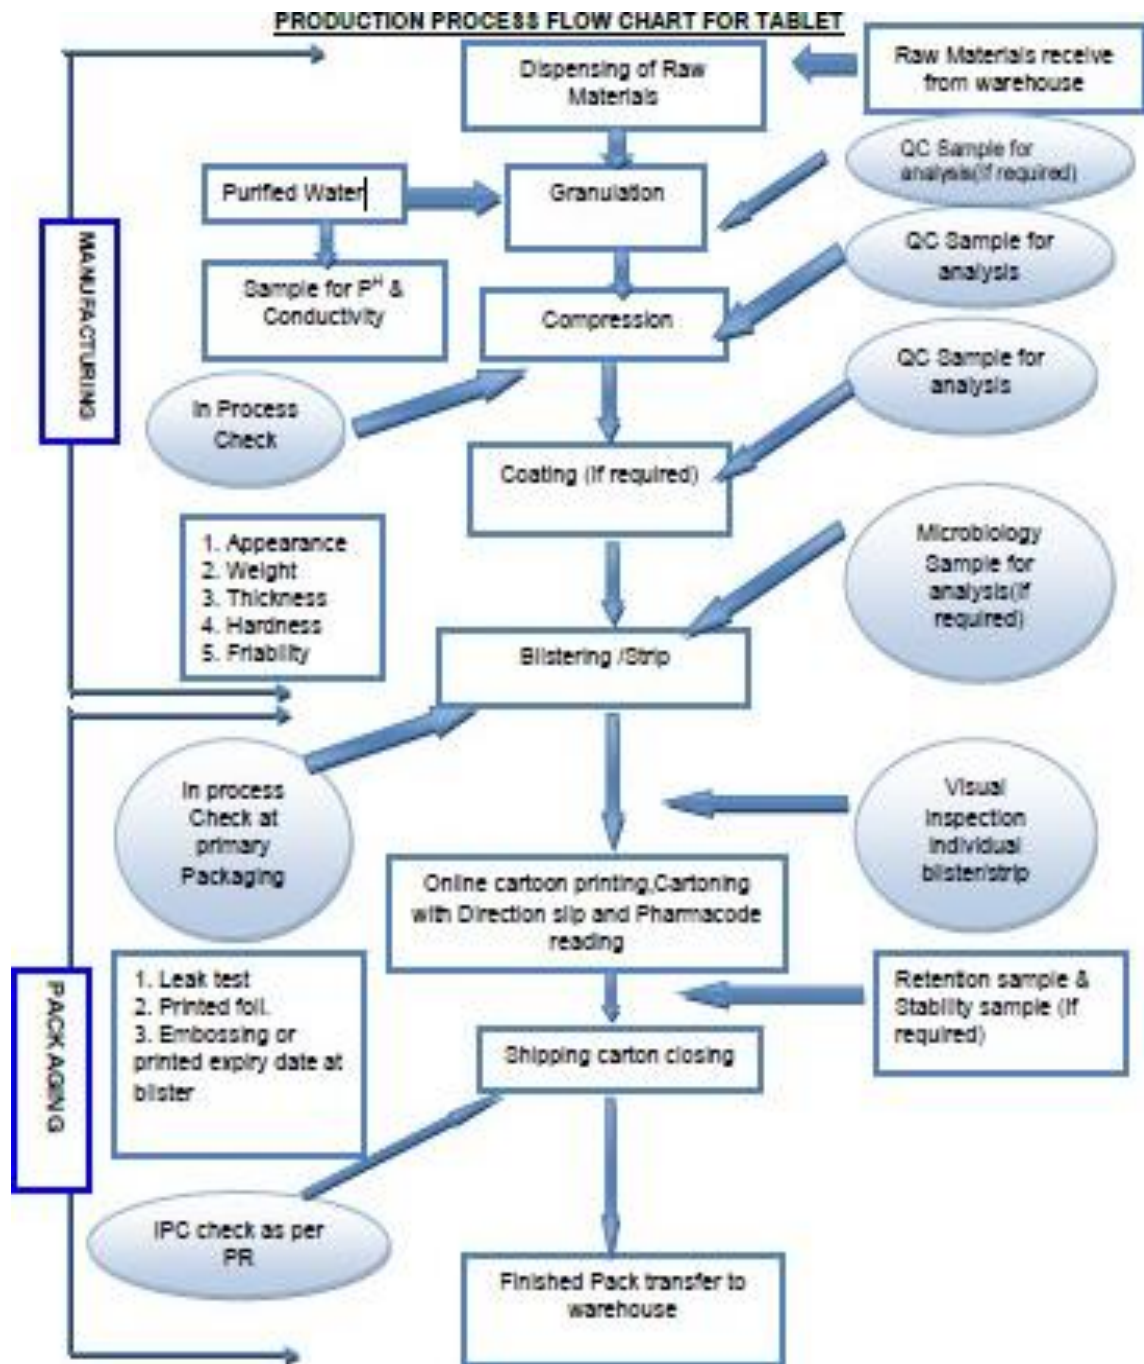 PRODUCTION PROCESS FLOW CHART FOR TABLET
Dispensing of Raw
Materials
Raw Materials receive
from warehouse
QC Sample for
analysis(if required)
Purified Water
Granulation
QC Sample for
analysis
Sample for P^H &
Conductivity
Compression
QC Sample for
analysis
In Process
Check
Coating (if required)
MANUFACTURING
1. Appearance
2. Weight
3. Thickness
4. Hardness
5. Friability
Microbiology
Sample for
analysis(if
required)
Blistering /Strip
In process
Check at
primary
Packaging
Visual
Inspection
individual
blister/strip
Online cartoon printing,Cartoning
with Direction slip and Pharmacode
reading
PACKAGING
1. Leak test
2. Printed foil.
3. Embossing or
printed expiry date at
blister
Retention sample &
Stability sample (if
required)
Shipping carton closing
IPC check as per
PR
Finished Pack transfer to
warehouse